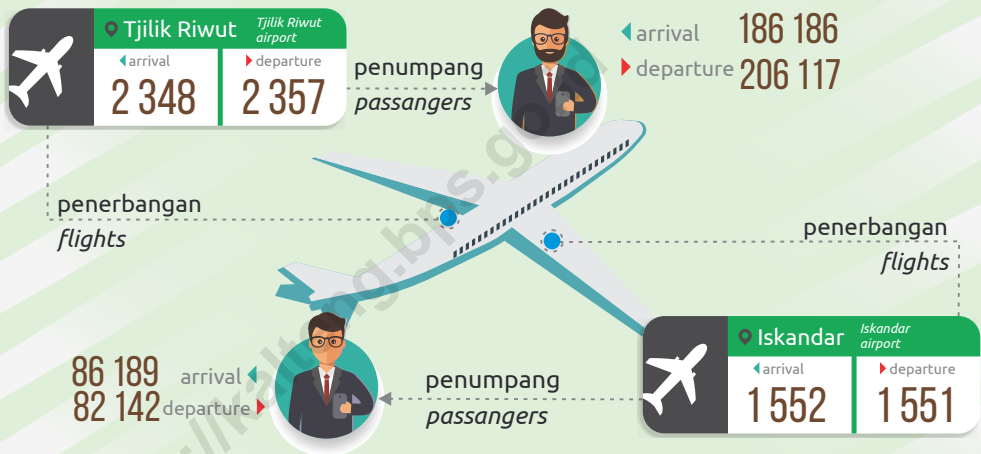 Tjilik Riwut
Tjilik Riwut
airport
arrival
departure
2 348
2 357
penumpang
passangers
arrival 186 186
departure 206 117
penerbangan
flights
penerbangan
flights
Iskandar
Iskandar
airport
arrival
departure
1 552
1 551
penumpang
passangers
86 189 arrival
82 142 departure